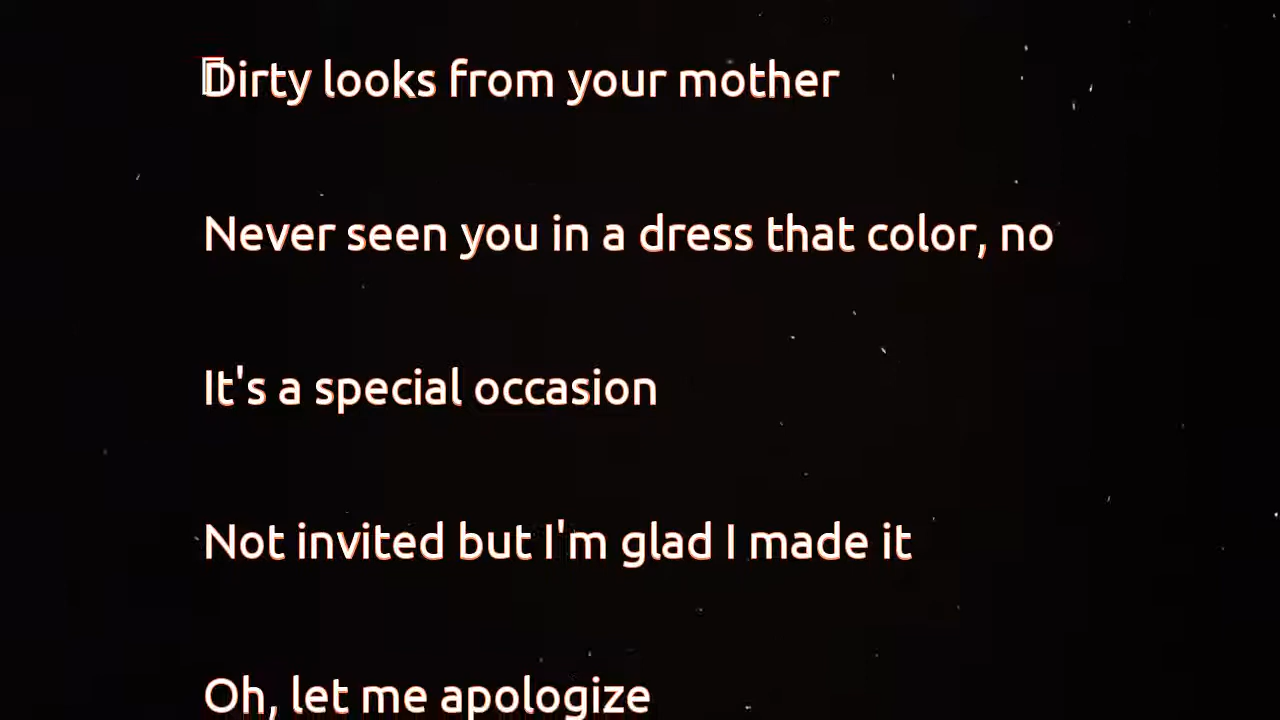 Dirty looks from your mother
Never seen you in a dress that color, no
It's a special occasion
Not invited but I'm glad I made it
Oh, let me apologize